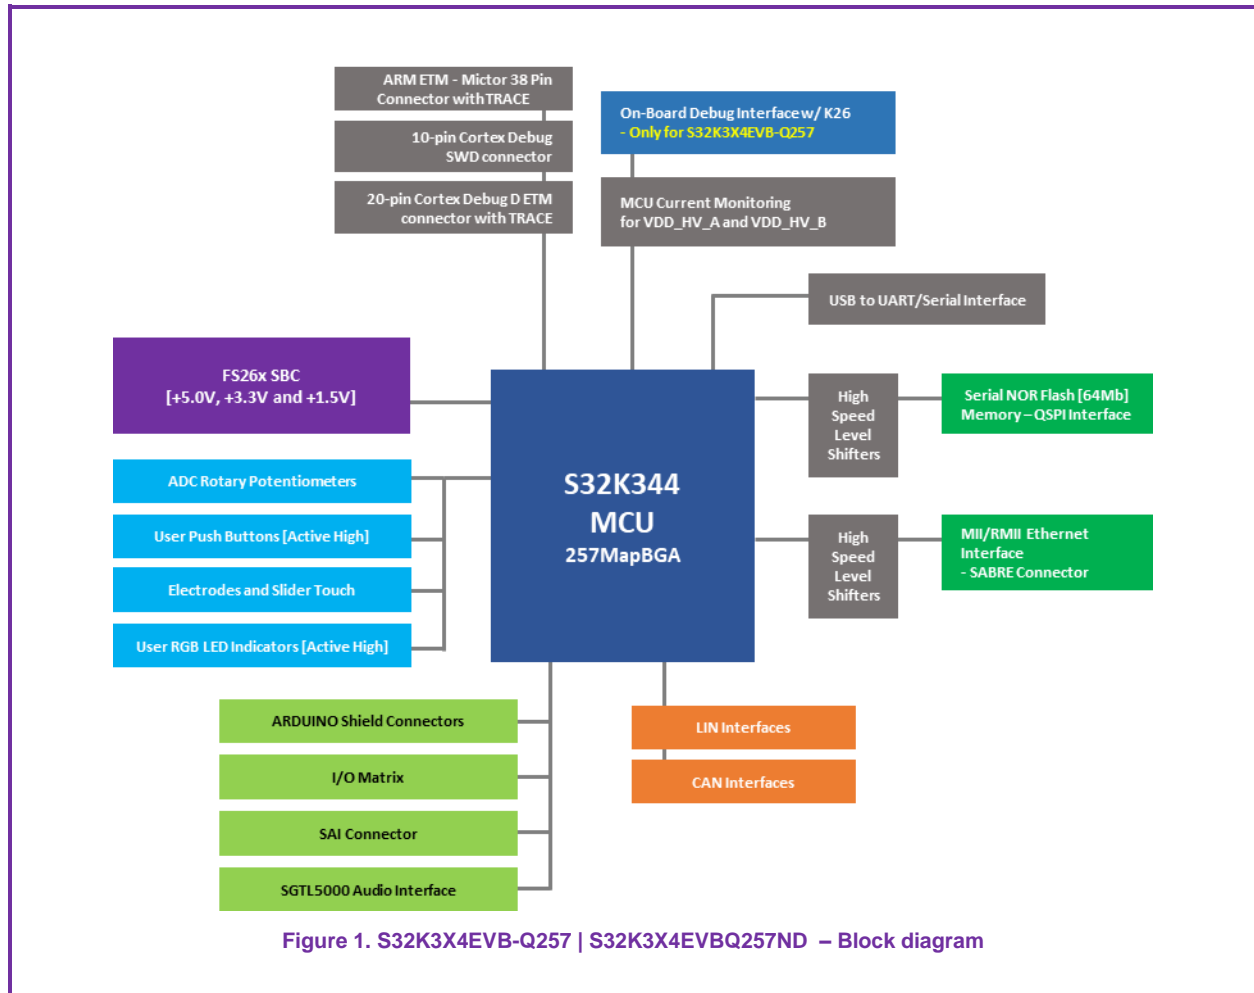 ARM ETM - Mictor 38 Pin
Connector with TRACE
10-pin Cortex Debug
SWD connector
20-pin Cortex Debug D ETM
connector with TRACE
On-Board Debug Interface w/ K26
- Only for S32K3X4EVB-Q257
MCU Current Monitoring
for VDD_HV_A and VDD_HV_B
USB to UART/Serial Interface
FS26x SBC
[+5.0V, +3.3V and +1.5V]
ADC Rotary Potentiometers
User Push Buttons [Active High]
Electrodes and Slider Touch
User RGB LED Indicators [Active High]
S32K344
MCU
257MapBGA
High
Speed
Level
Shifters
Serial NOR Flash [64Mb]
Memory – QSPI Interface
High
Speed
Level
Shifters
MII/RMII Ethernet
Interface
- SABRE Connector
ARDUINO Shield Connectors
I/O Matrix
SAI Connector
SGTL5000 Audio Interface
LIN Interfaces
CAN Interfaces
Figure 1. S32K3X4EVB-Q257 | S32K3X4EVBQ257ND – Block diagram